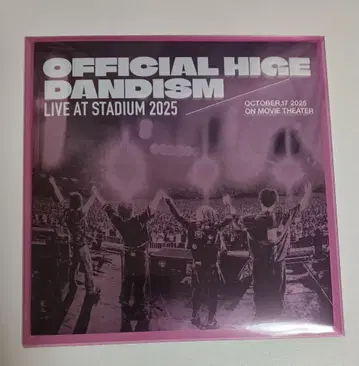 OFFICIAL HIGE
DANDISM
LIVE AT STADIUM 2025
OCTOBER.17 2025
ON MOVIE THEATER